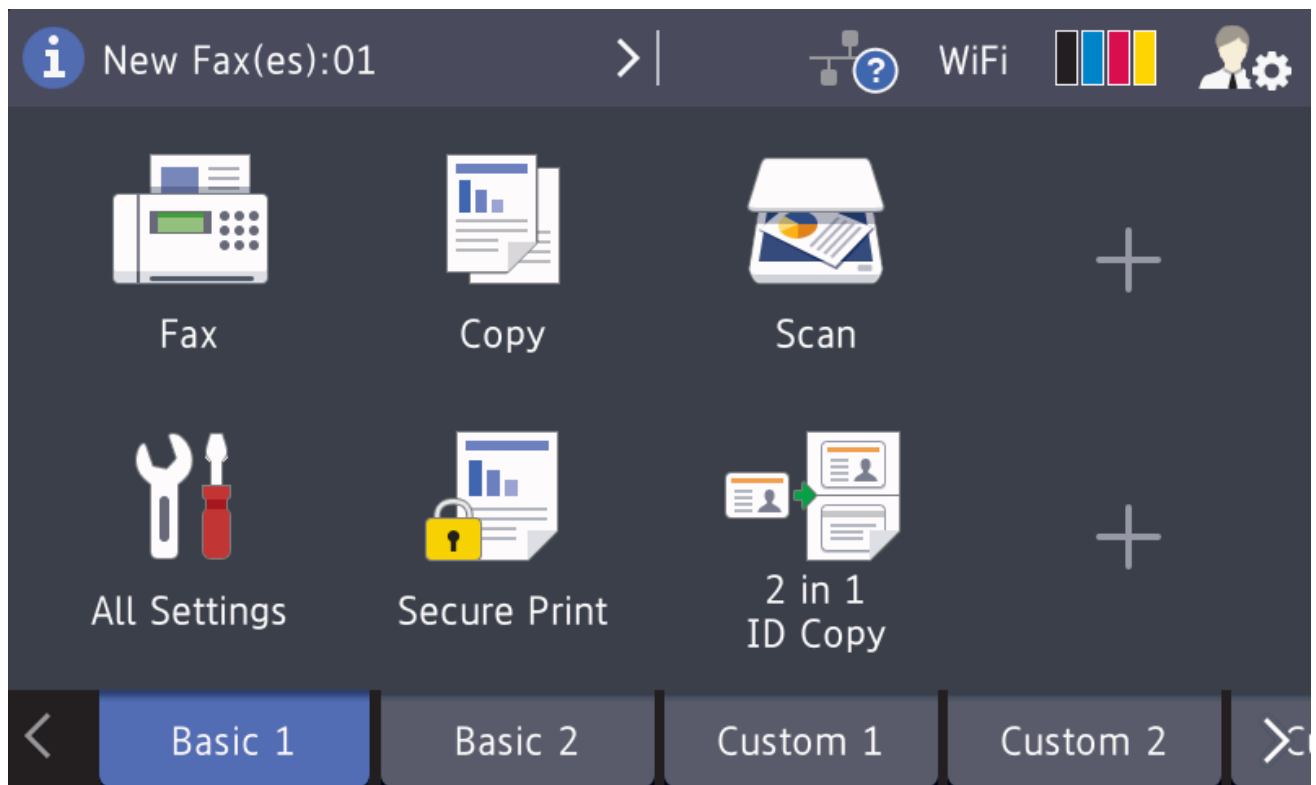 New Fax(es):01
WiFi
Fax
Copy
Scan
All Settings
Secure Print
2 in 1
ID Copy
Basic 1
Basic 2
Custom 1
Custom 2